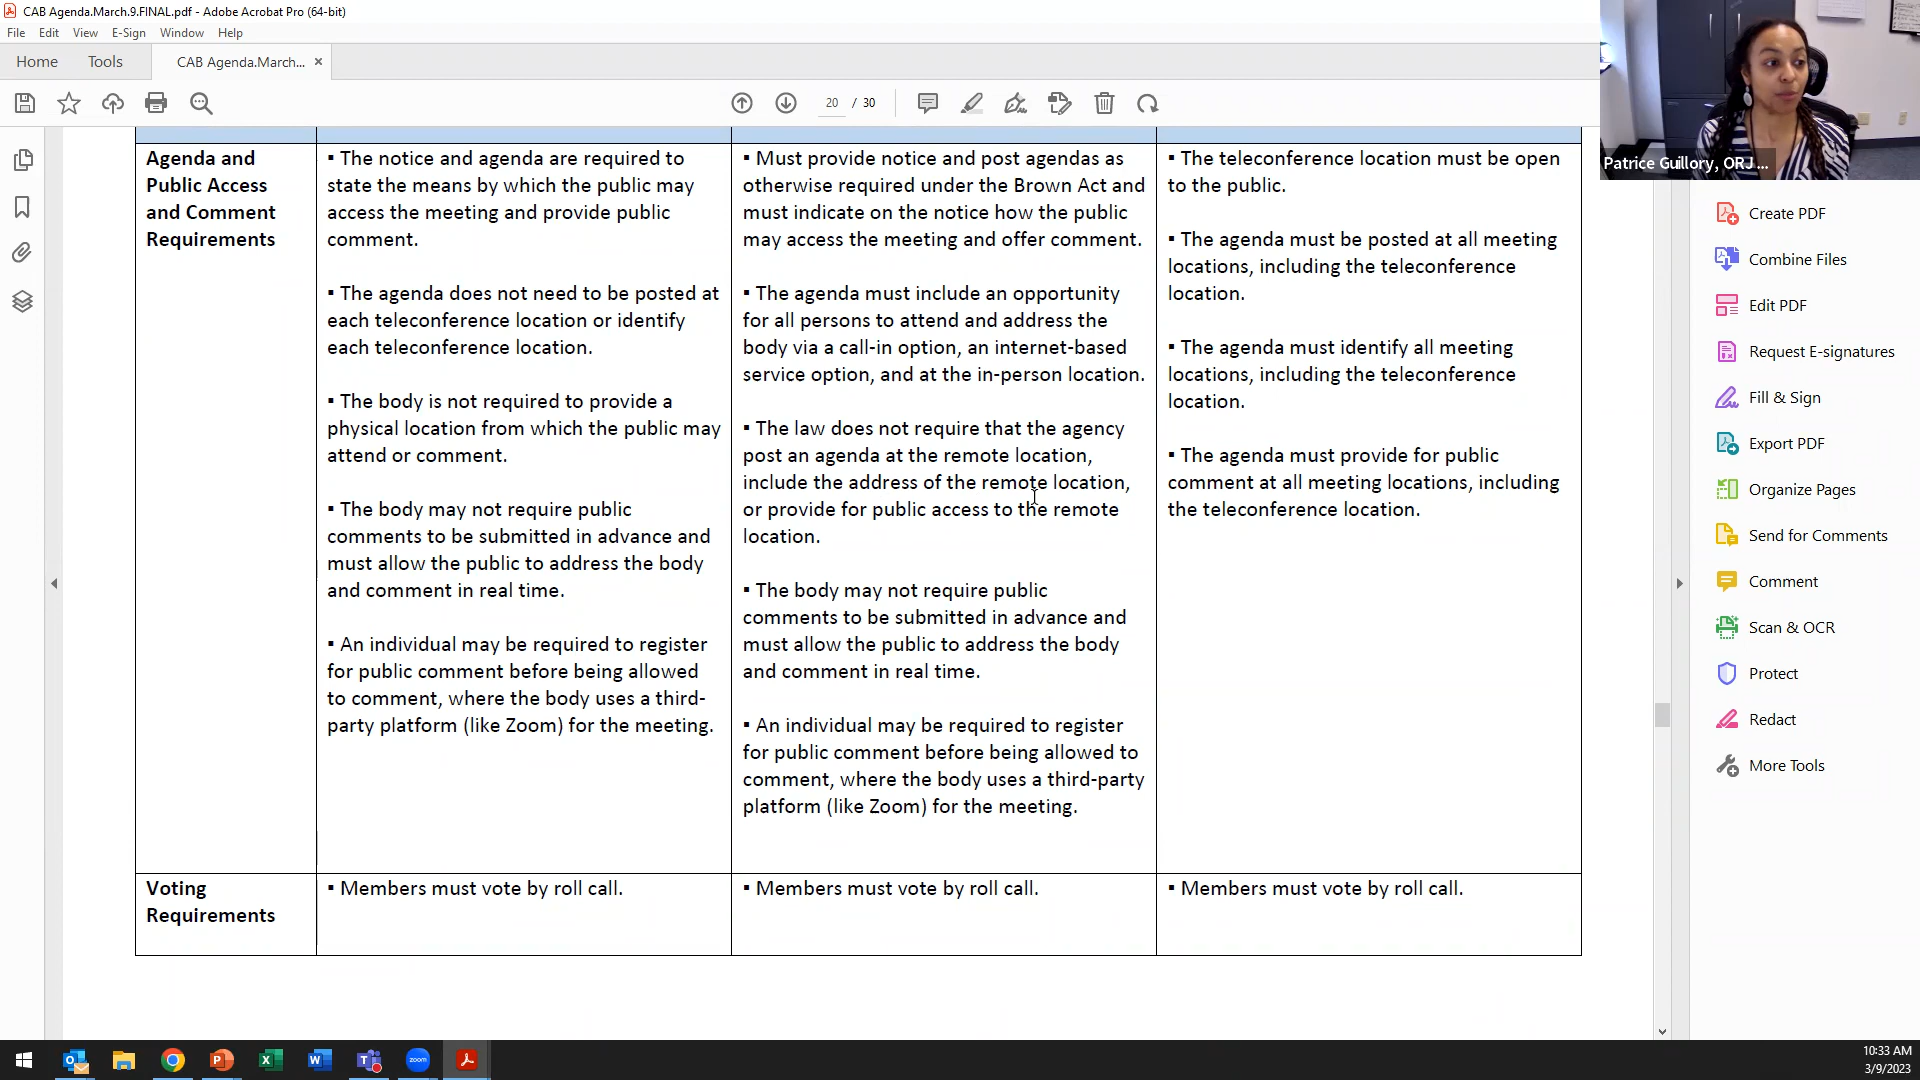 CAB Agenda.March.9.FINAL.pdf - Adobe Acrobat Pro (64-bit)
File Edit View E-Sign Window Help
Home Tools CAB Agenda.March... ×
20 / 30
Patrice Guillory, ORJ ...
Agenda and
Public Access
and Comment
Requirements
▪ The notice and agenda are required to
state the means by which the public may
access the meeting and provide public
comment.
▪ The agenda does not need to be posted at
each teleconference location or identify
each teleconference location.
▪ The body is not required to provide a
physical location from which the public may
attend or comment.
▪ The body may not require public
comments to be submitted in advance and
must allow the public to address the body
and comment in real time.
▪ An individual may be required to register
for public comment before being allowed
to comment, where the body uses a third-
party platform (like Zoom) for the meeting.
▪ Must provide notice and post agendas as
otherwise required under the Brown Act and
must indicate on the notice how the public
may access the meeting and offer comment.
▪ The agenda must include an opportunity
for all persons to attend and address the
body via a call-in option, an internet-based
service option, and at the in-person location.
▪ The law does not require that the agency
post an agenda at the remote location,
include the address of the remote location,
or provide for public access to the remote
location.
▪ The body may not require public
comments to be submitted in advance and
must allow the public to address the body
and comment in real time.
▪ An individual may be required to register
for public comment before being allowed to
comment, where the body uses a third-party
platform (like Zoom) for the meeting.
▪ The teleconference location must be open
to the public.
▪ The agenda must be posted at all meeting
locations, including the teleconference
location.
▪ The agenda must identify all meeting
locations, including the teleconference
location.
▪ The agenda must provide for public
comment at all meeting locations, including
the teleconference location.
Voting
Requirements
▪ Members must vote by roll call.
▪ Members must vote by roll call.
▪ Members must vote by roll call.
Create PDF
Combine Files
Edit PDF
Request E-signatures
Fill & Sign
Export PDF
Organize Pages
Send for Comments
Comment
Scan & OCR
Protect
Redact
More Tools
zoom
10:33 AM
3/9/2023